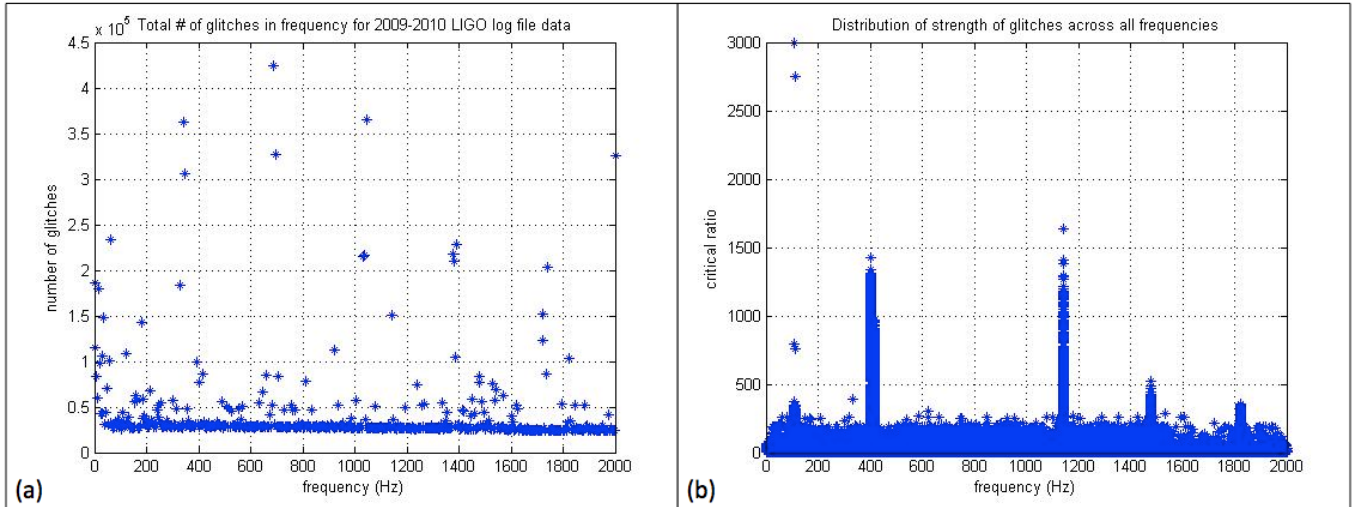 Total # of glitches in frequency for 2009-2010 LIGO log file data
x 10^5
4.5
4
3.5
3
2.5
2
1.5
1
0.5
0
number of glitches
0 200 400 600 800 1000 1200 1400 1600 1800 2000
frequency (Hz)
(a)
Distribution of strength of glitches across all frequencies
3000
2500
2000
1500
1000
500
0
critical ratio
0 200 400 600 800 1000 1200 1400 1600 1800 2000
frequency (Hz)
(b)